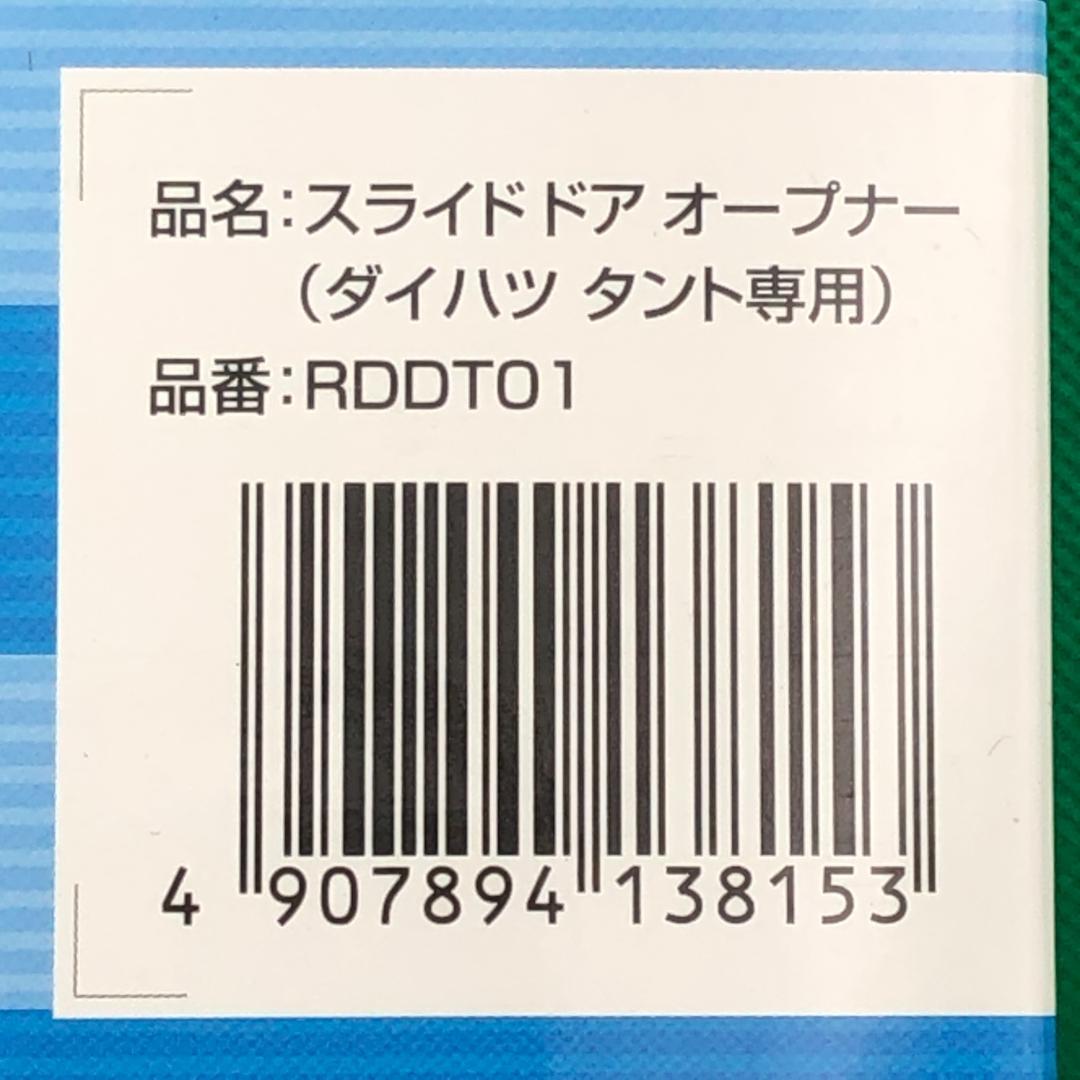 品名：スライドドア オープナー
（ダイハツ タント専用）
品番：RDDT01
4 907894 138153